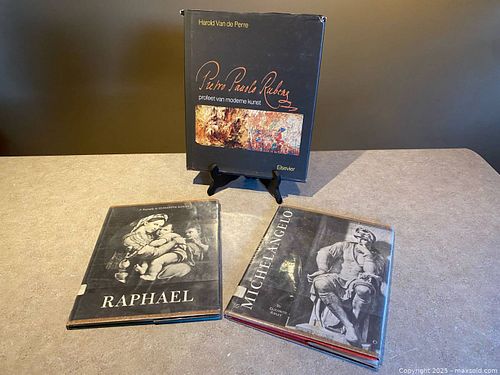 Harold Van de Perre
Pietro Paolo Rubens
profeet van moderne kunst
Elsevier
RAPHAEL
MICHELANGELO
Copyright 2025 - maxsold.com